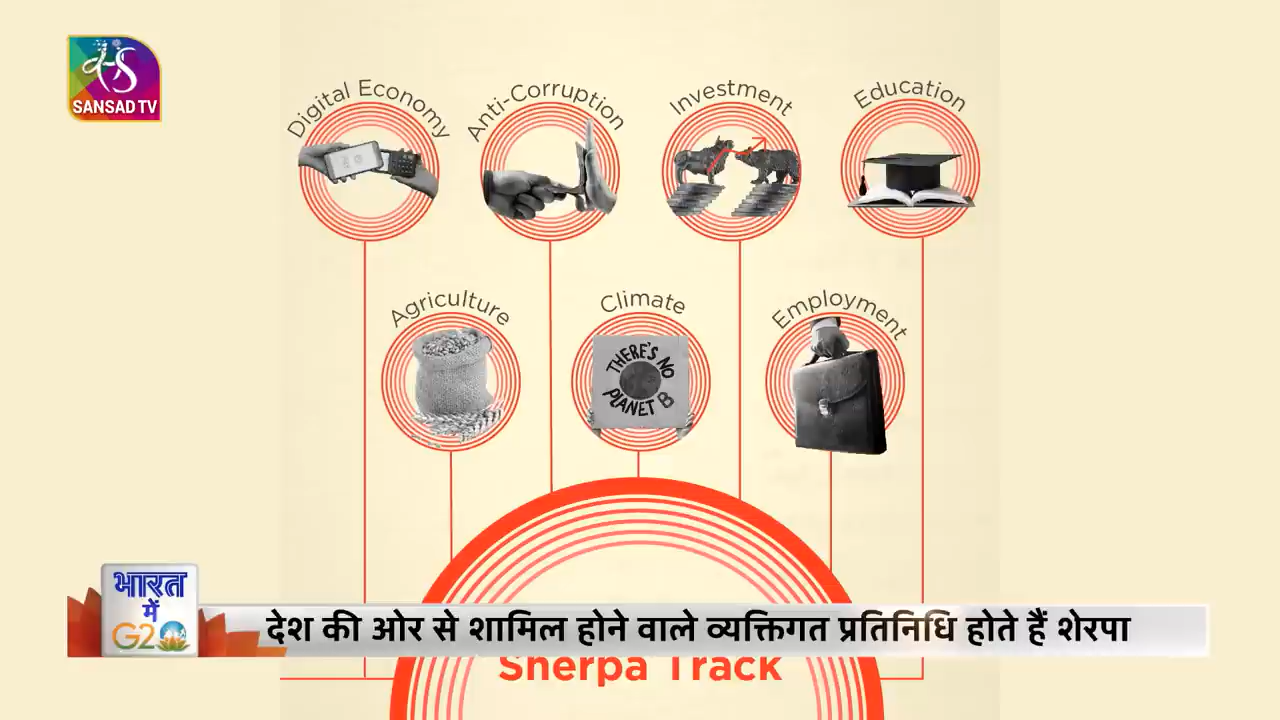 SANSAD TV
Digital Economy
Anti-Corruption
Investment
Education
Agriculture
Climate
Employment
THERE'S NO
PLANET B
भारत
में
G20
देश की ओर से शामिल होने वाले व्यक्तिगत प्रतिनिधि होते हैं शेरपा
Sherpa Track